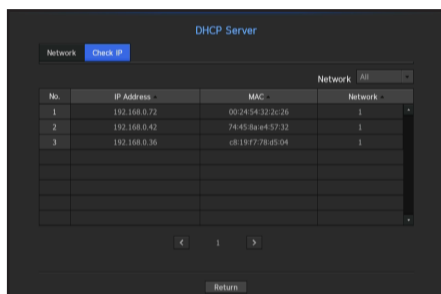 DHCP Server
Network Check IP
Network All
No. IP Address MAC Network
1 192.168.0.72 00:24:54:32:2c:26 1
2 192.168.0.42 74:45:8a:e4:57:32 1
3 192.168.0.36 c8:19:f7:78:d5:04 1
< 1 >
Return